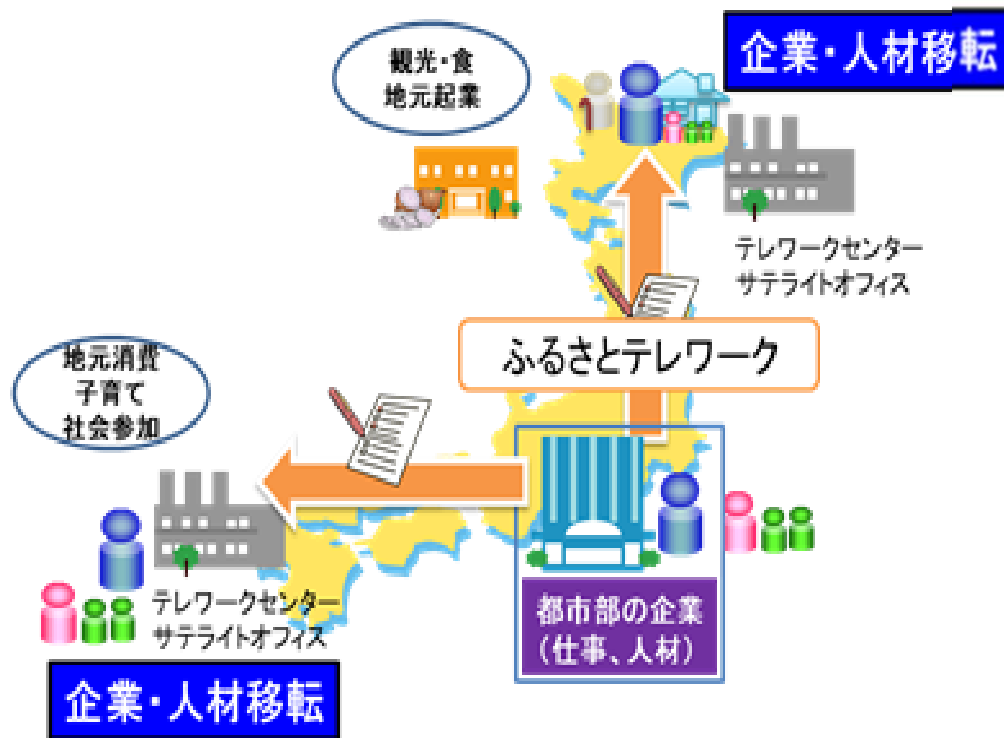 企業・人材移転
観光・食
地元起業
テレワークセンター
サテライトオフィス
ふるさとテレワーク
地元消費
子育て
社会参加
テレワークセンター
サテライトオフィス
都市部の企業
(仕事、人材)
企業・人材移転